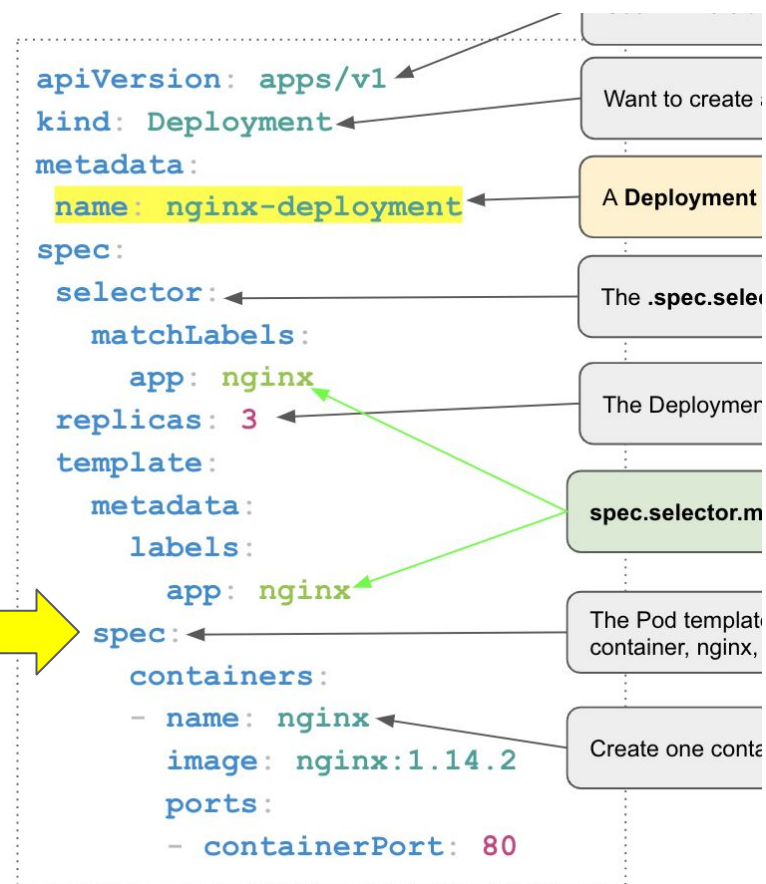 apiVersion: apps/v1
kind: Deployment
Want to create
metadata:
name: nginx-deployment
A Deployment
spec:
selector:
The .spec.selec
matchLabels:
app: nginx
replicas: 3
The Deploymen
template:
metadata:
spec.selector.m
labels:
app: nginx
spec:
The Pod template
container, nginx,
containers:
- name: nginx
Create one conta
image: nginx:1.14.2
ports:
- containerPort: 80